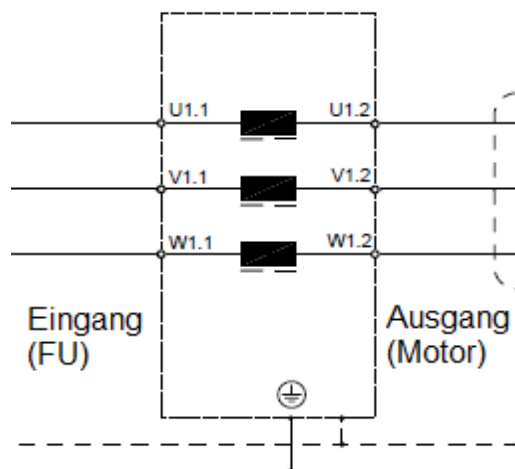 U1.1 U1.2
V1.1 V1.2
W1.1 W1.2
Eingang
(FU)
Ausgang
(Motor)